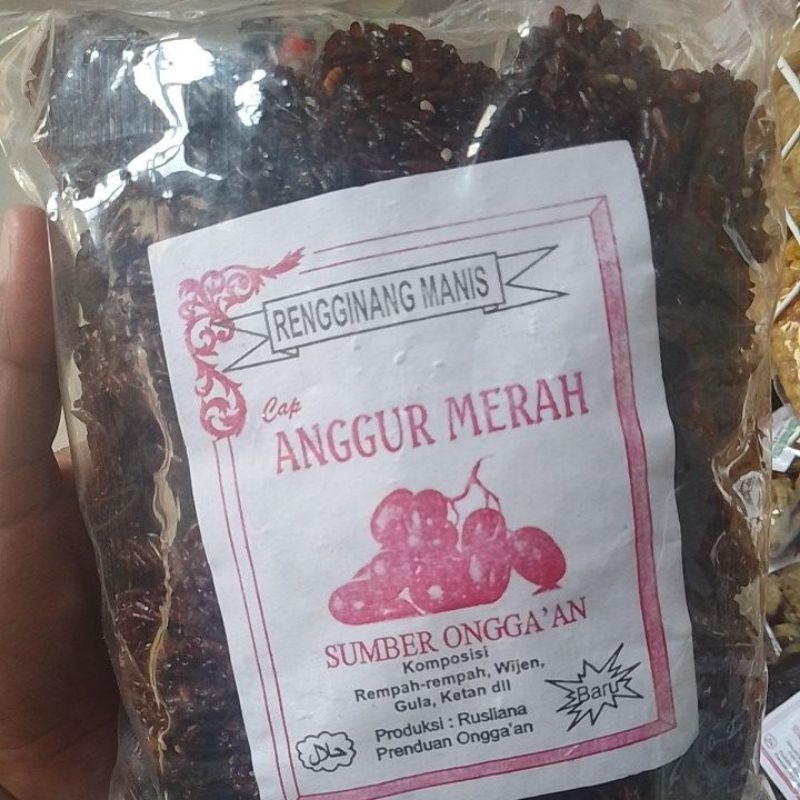 RENGGINANG MANIS
Cap
ANGGUR MERAH
SUMBER ONGGA'AN
Komposisi
Rempah-rempah, Wijen,
Gula, Ketan dll
Baru
Produksi : Rusliana
Prenduan Ongga'an
حلال